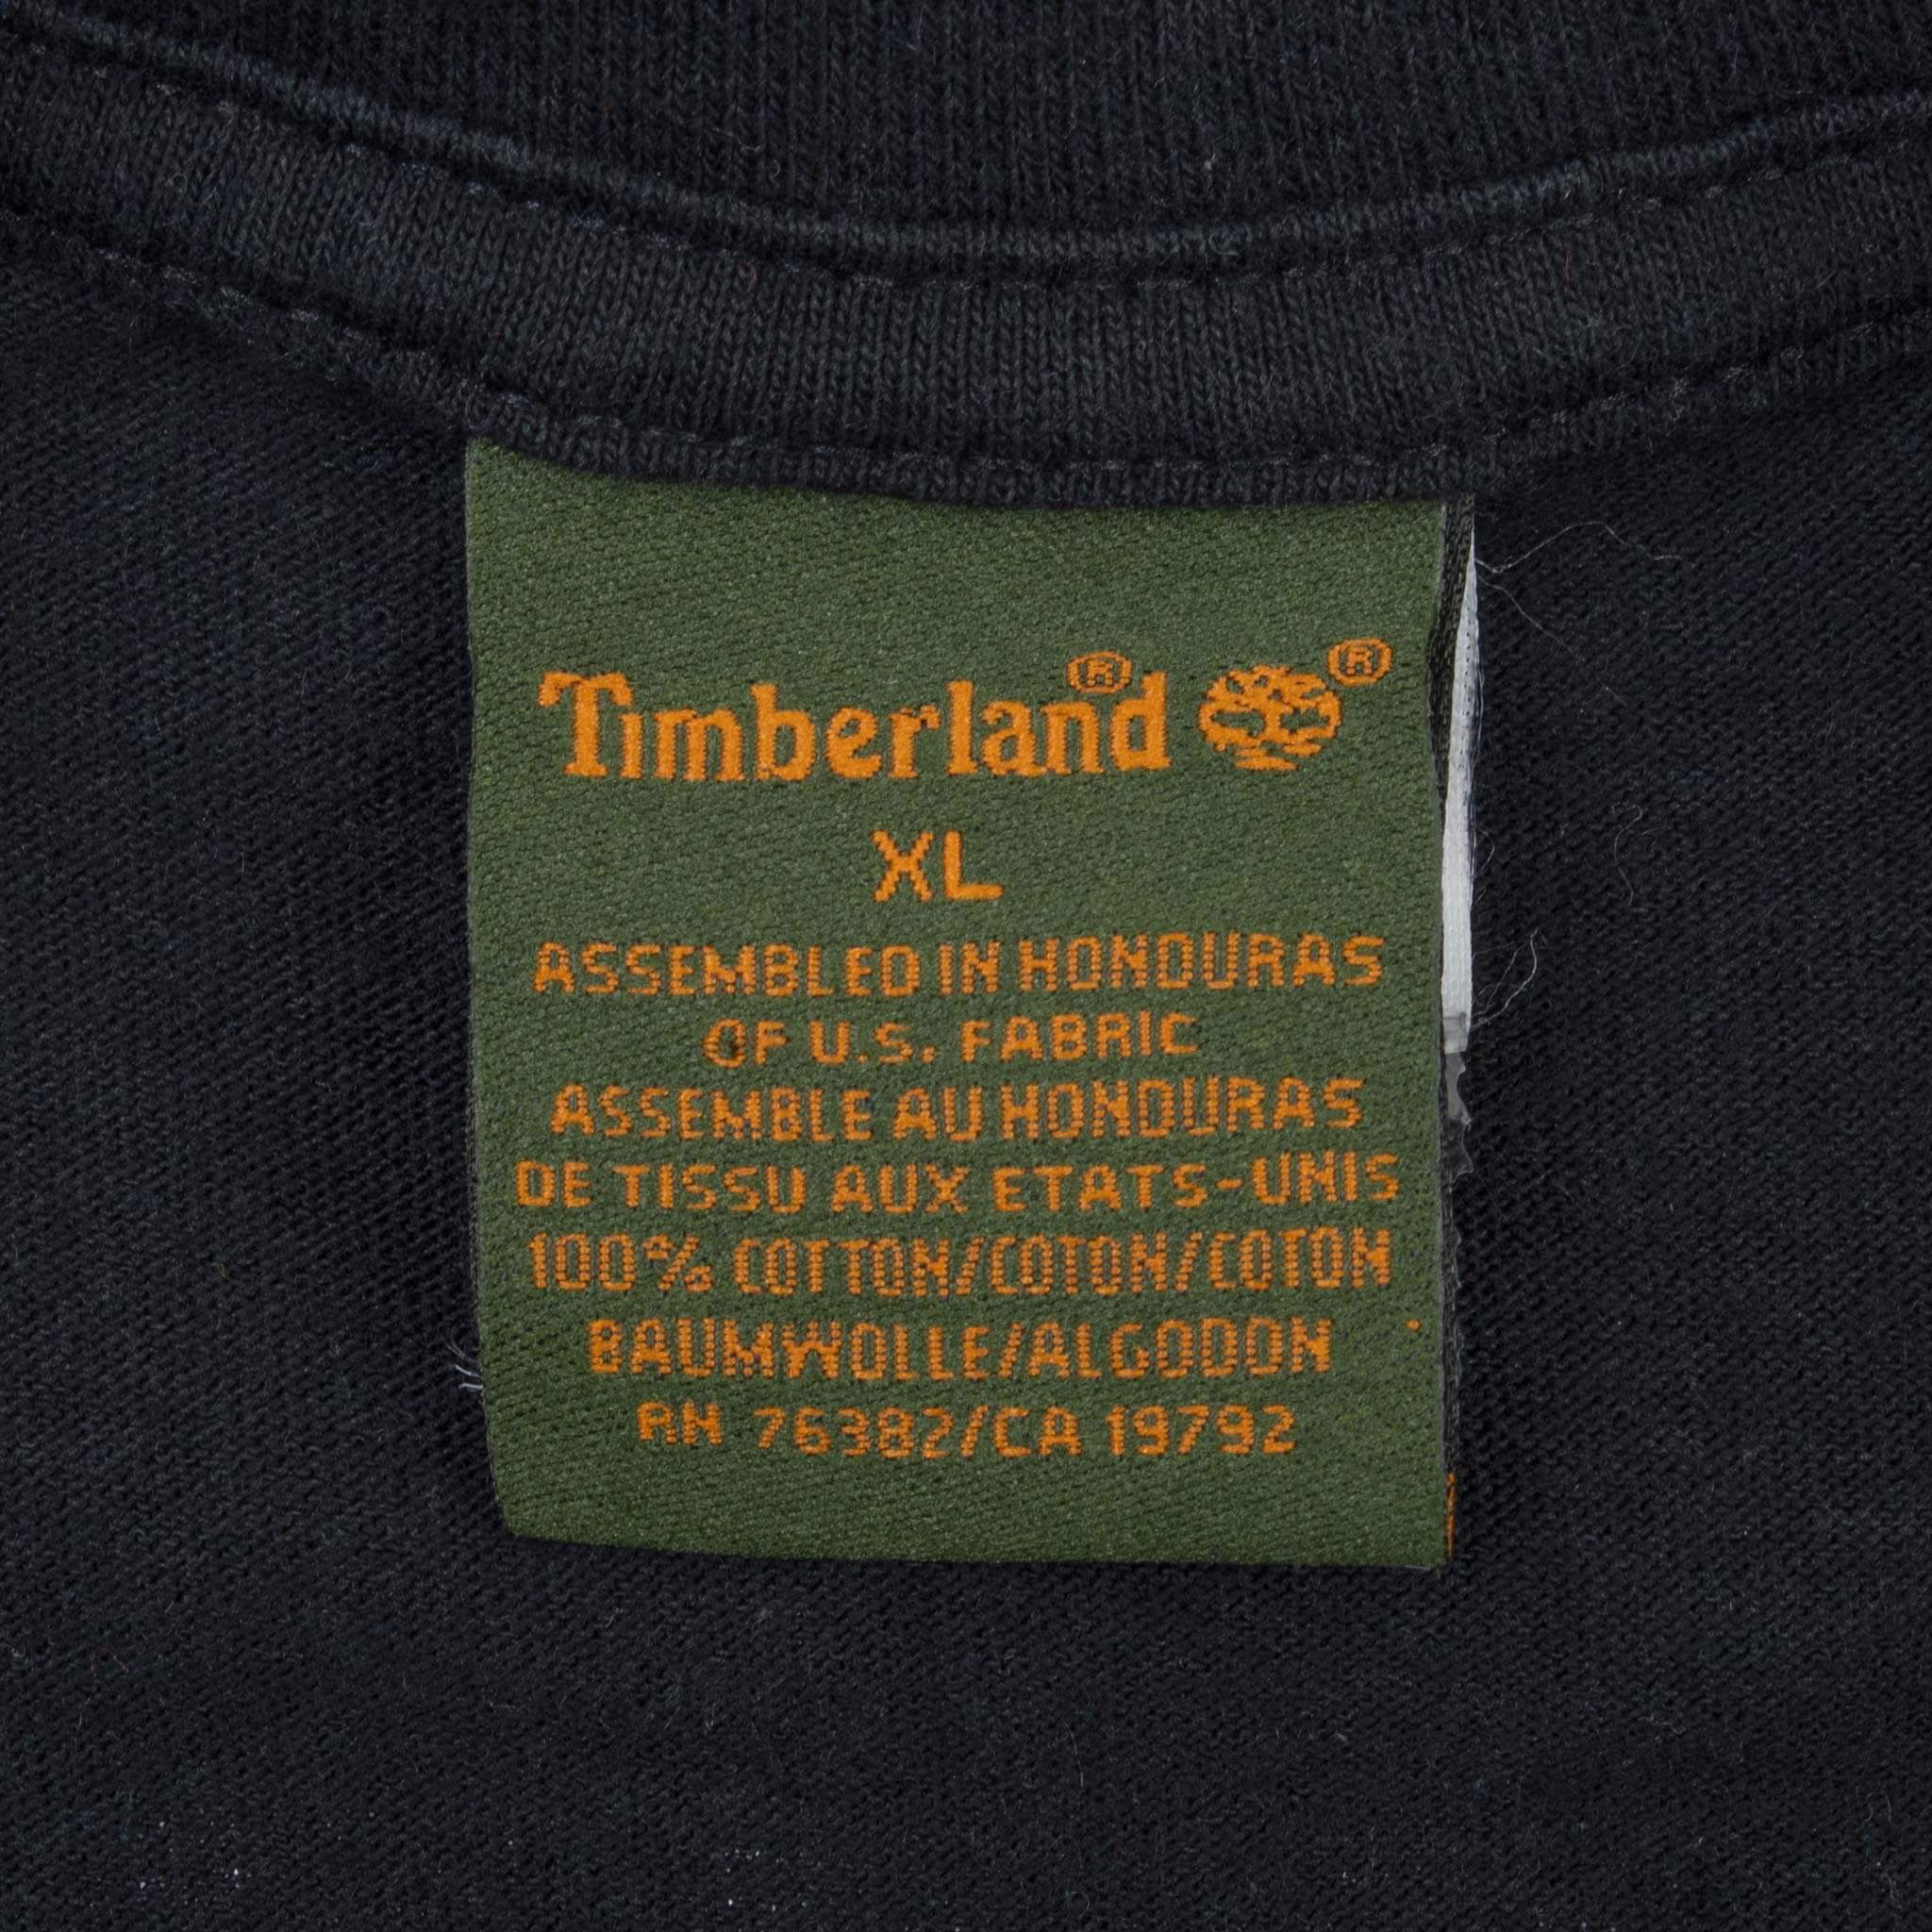 Timberland® ®
XL
ASSEMBLED IN HONDURAS
OF U.S. FABRIC
ASSEMBLE AU HONDURAS
DE TISSU AUX ETATS-UNIS
100% COTTON/COTON/COTON
BAUMWOLLE/ALGODON
RN 76382/CA 19792